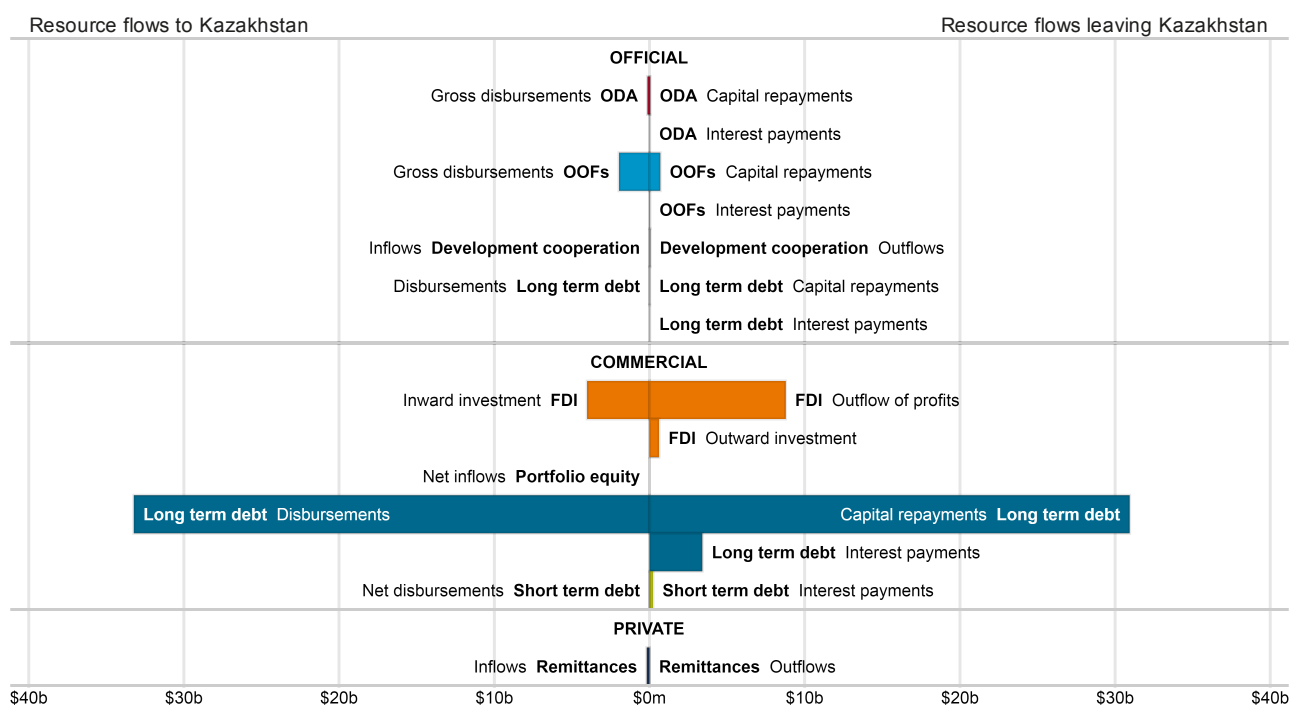 Resource flows to Kazakhstan Resource flows leaving Kazakhstan
OFFICIAL
Gross disbursements ODA ODA Capital repayments
ODA Interest payments
Gross disbursements OOFs OOFs Capital repayments
OOFs Interest payments
Inflows Development cooperation Development cooperation Outflows
Disbursements Long term debt Long term debt Capital repayments
Long term debt Interest payments
COMMERCIAL
Inward investment FDI FDI Outflow of profits
FDI Outward investment
Net inflows Portfolio equity
Long term debt Disbursements Capital repayments Long term debt
Long term debt Interest payments
Net disbursements Short term debt Short term debt Interest payments
PRIVATE
Inflows Remittances Remittances Outflows
$40b $30b $20b $10b $0m $10b $20b $30b $40b